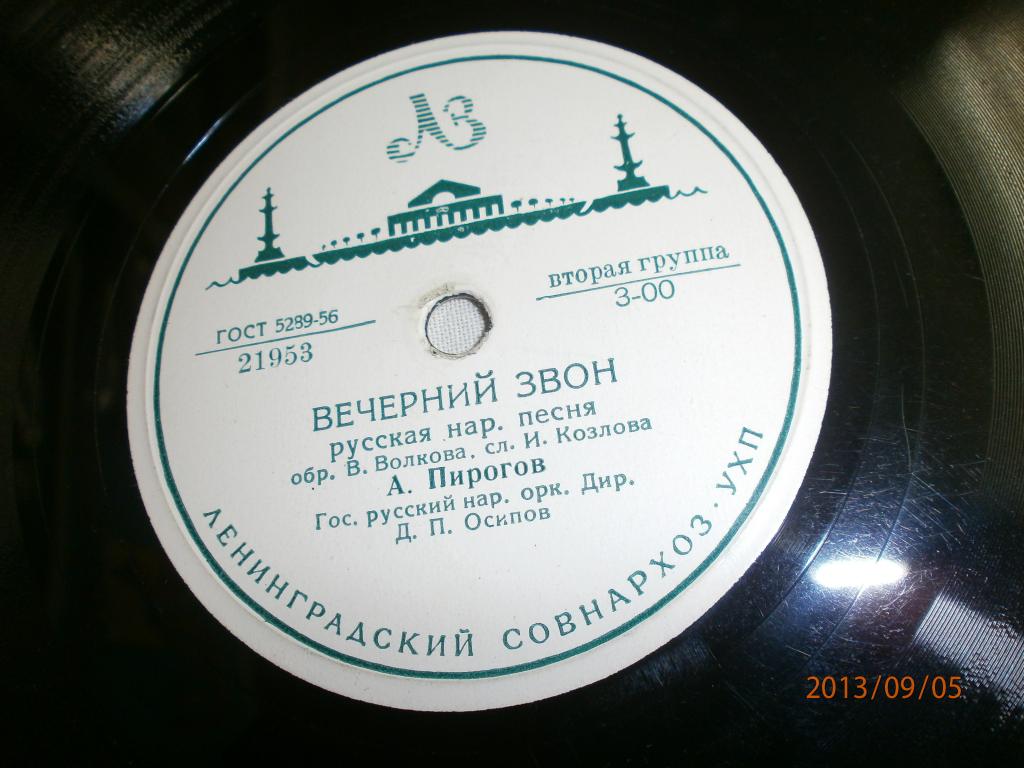 ЛЗ
ГОСТ 5289-56
21953
вторая группа
3-00
ВЕЧЕРНИЙ ЗВОН
русская нар. песня
обр. В. Волкова, сл. И. Козлова
А. Пирогов
Гос. русский нар. орк. Дир.
Д. П. Осипов
ЛЕНИНГРАДСКИЙ СОВНАРХОЗ · УХП
2013/09/05